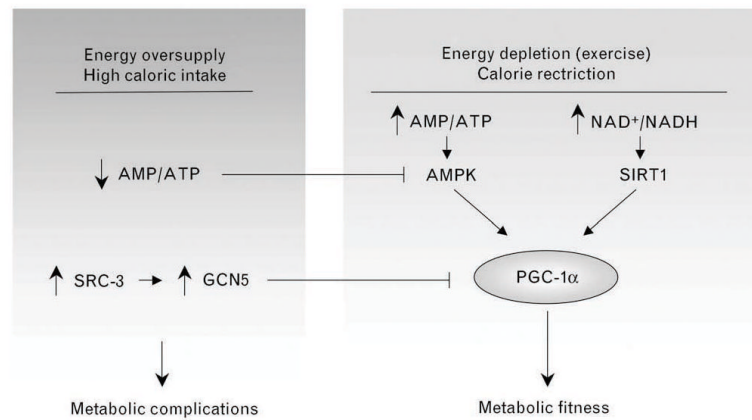 Energy oversupply
High caloric intake
Energy depletion (exercise)
Calorie rectriction
AMP/ATP
NAD⁺/NADH
AMP/ATP
AMPK
SIRT1
SRC-3
GCN5
PGC-1α
Metabolic complications
Metabolic fitness